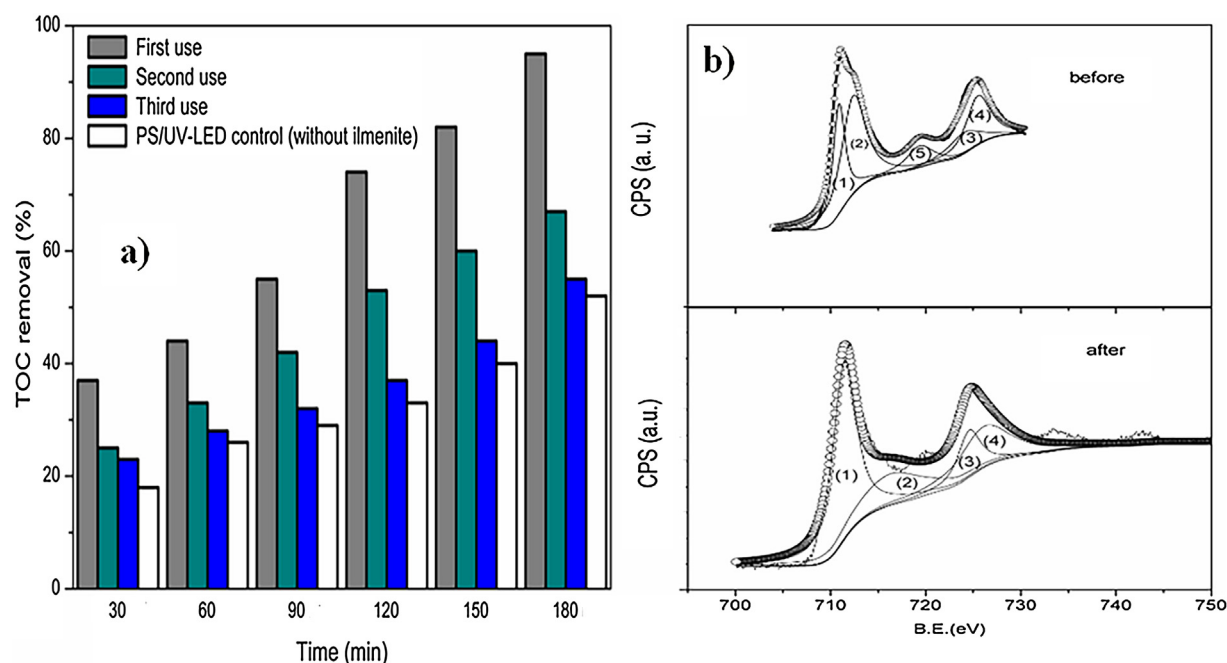 100
80
60
40
20
0
TOC removal (%)
First use
Second use
Third use
PS/UV-LED control (without ilmenite)
a)
30 60 90 120 150 180
Time (min)
b)
before
CPS (a. u.)
(1)
(2)
(5)
(3)
(4)
after
CPS (a.u.)
(1)
(2)
(3)
(4)
700 710 720 730 740 750
B.E.(eV)